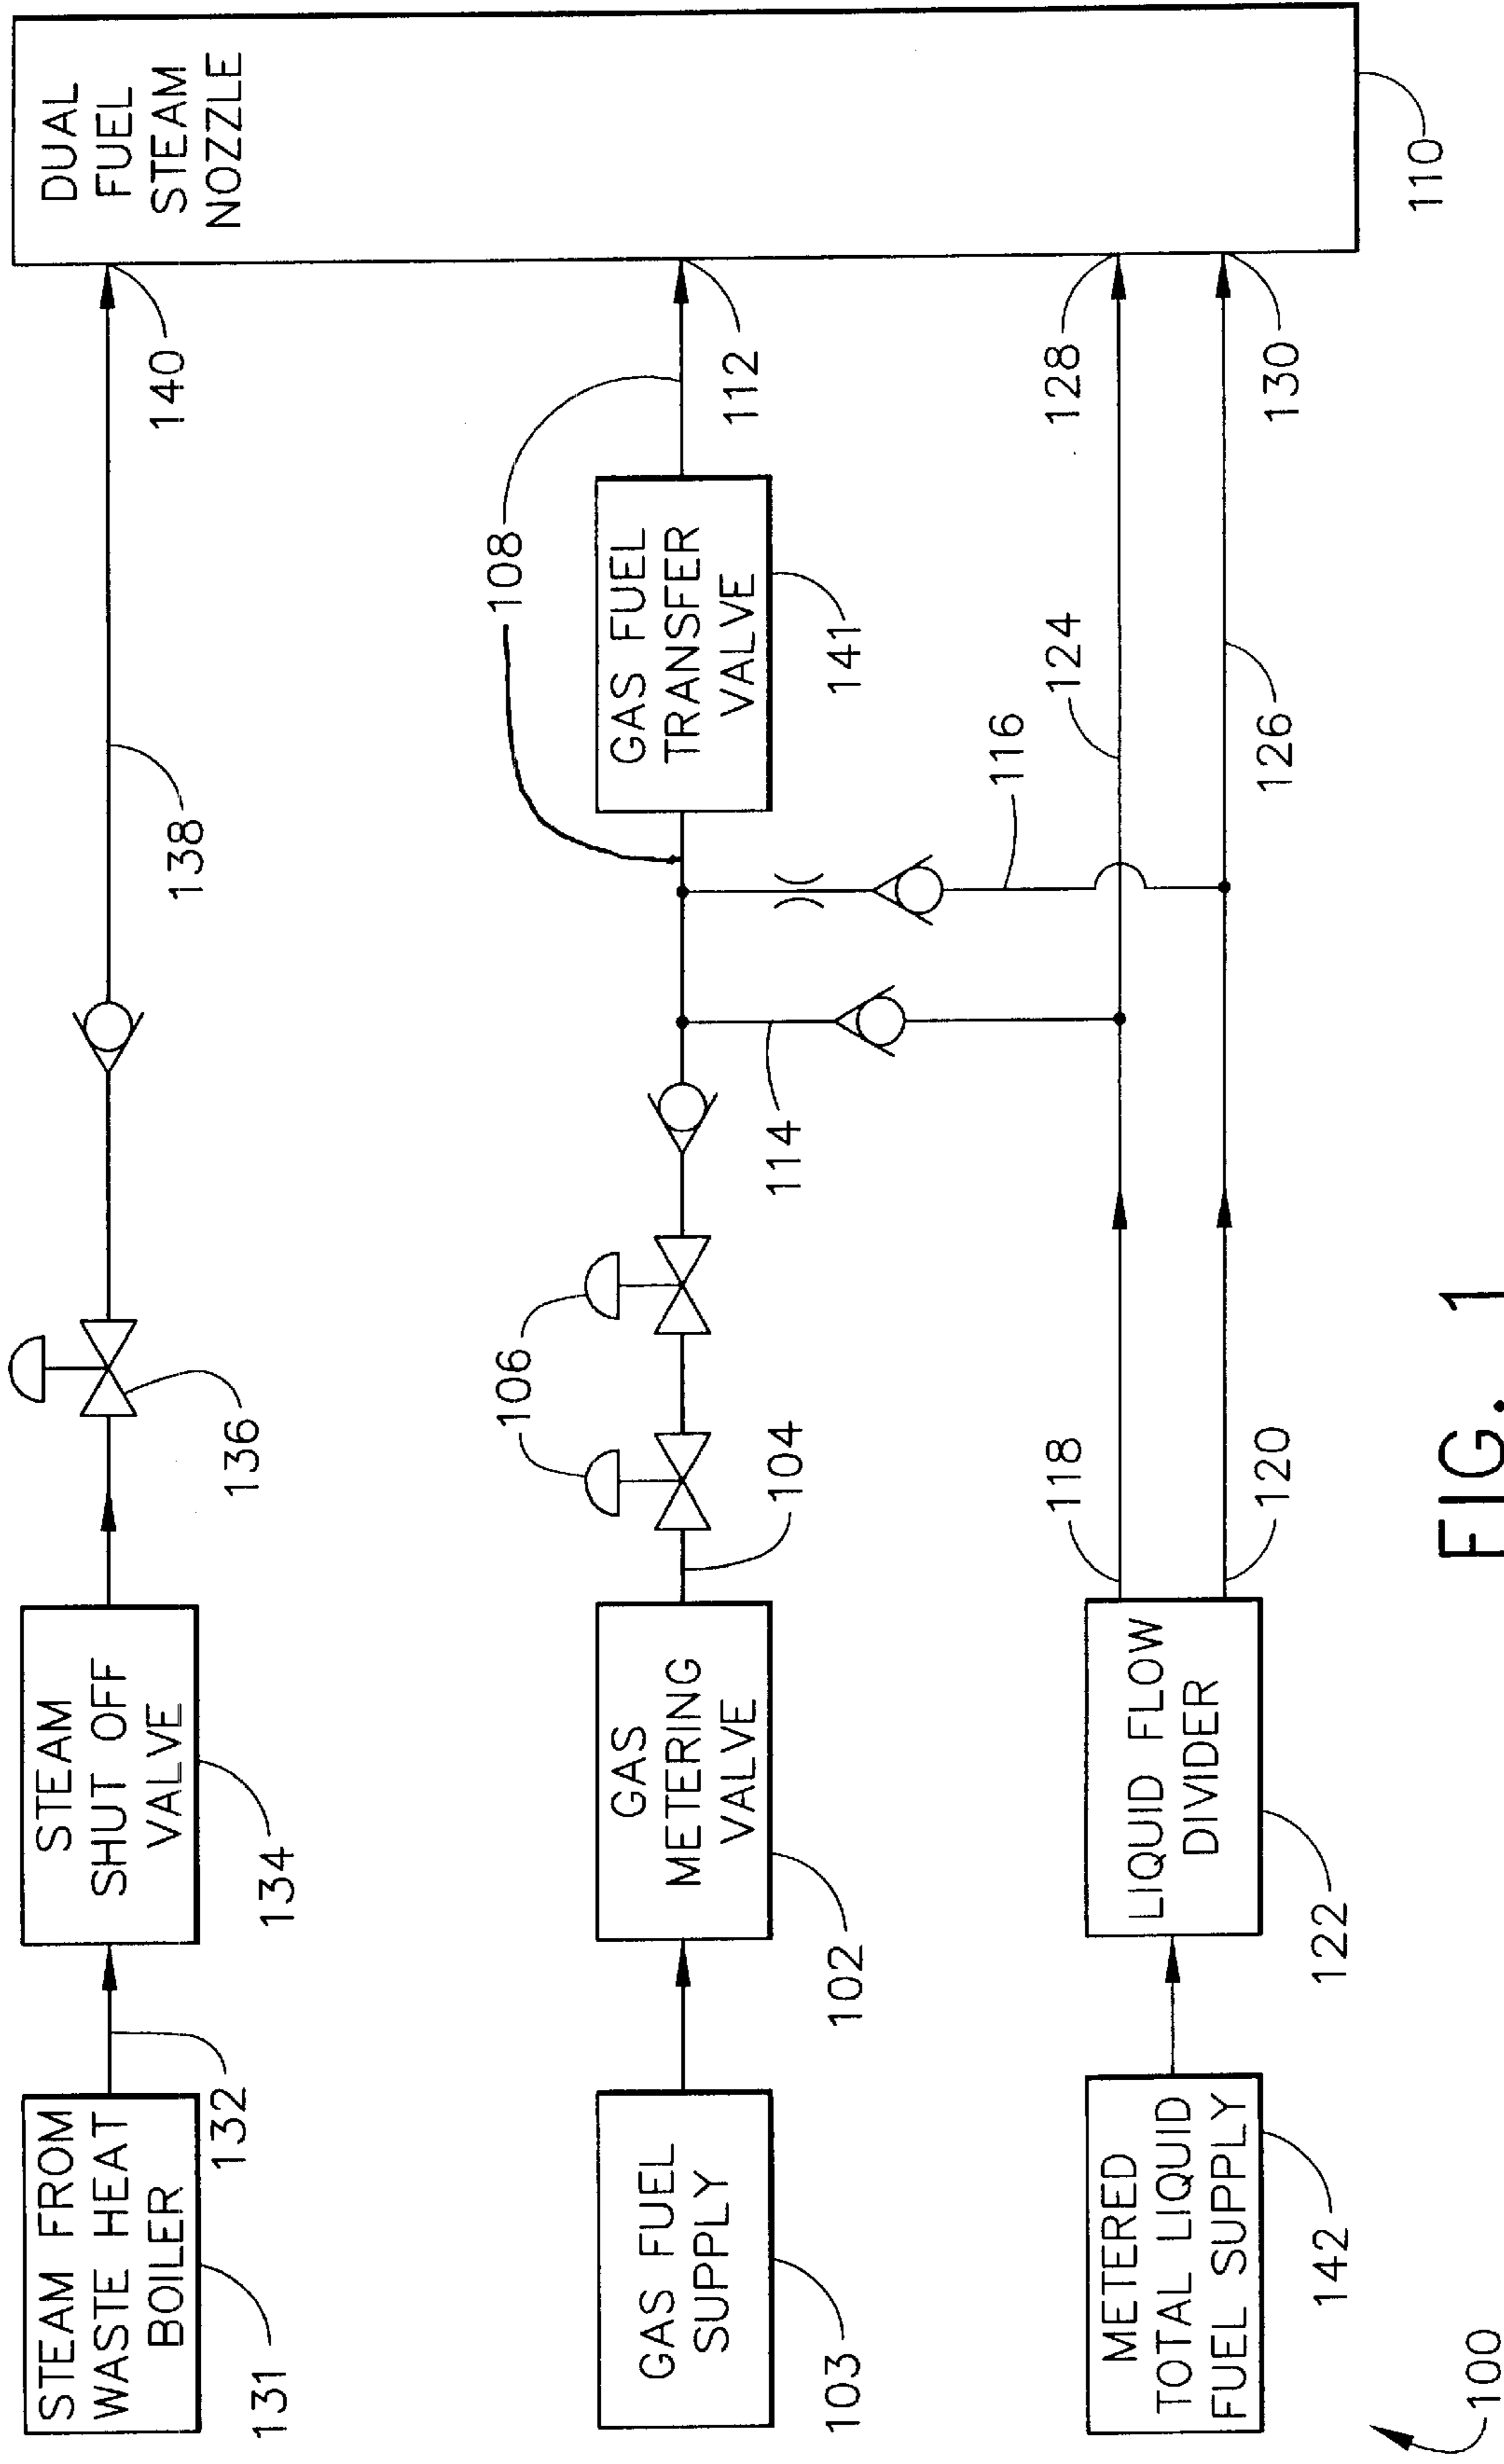 STEAM FROM
WASTE HEAT
BOILER
131
132
STEAM
SHUT OFF
VALVE
134
136
138
140
DUAL
FUEL
STEAM
NOZZLE
110
GAS FUEL
SUPPLY
103
GAS
METERING
VALVE
102
104
106
108
114
116
GAS FUEL
TRANSFER
VALVE
141
112
METERED
TOTAL LIQUID
FUEL SUPPLY
142
LIQUID FLOW
DIVIDER
122
118
120
124
126
128
130
100
FIG. 1